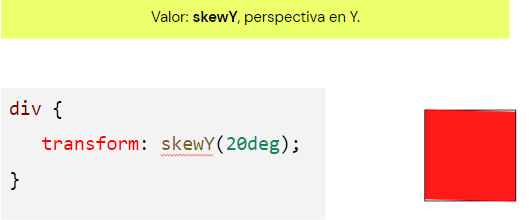 Valor: skewY, perspectiva en Y.
div {
transform: skewY(20deg);
}